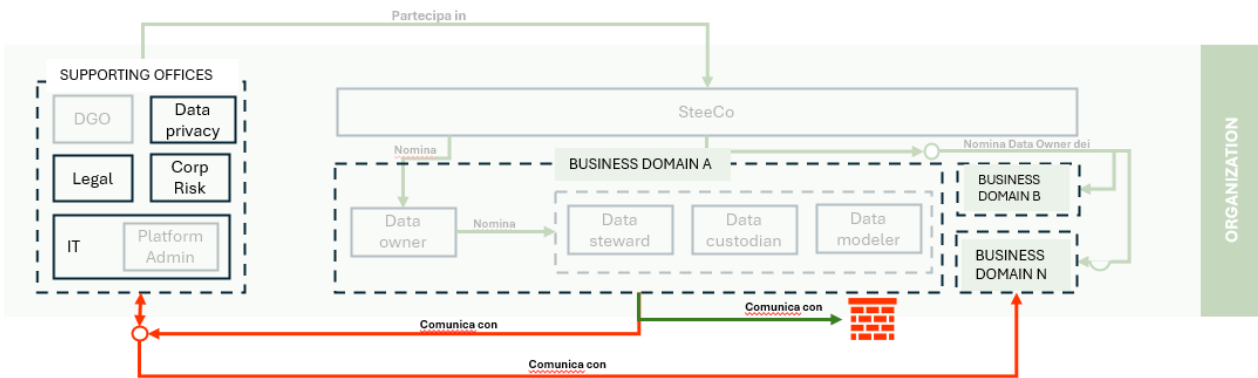 Partecipa in
SUPPORTING OFFICES
DGO
Data
privacy
Legal
Corp
Risk
IT
Platform
Admin
SteeCo
Nomina
Nomina Data Owner dei
BUSINESS DOMAIN A
Data
owner
Nomina
Data
steward
Data
custodian
Data
modeler
BUSINESS
DOMAIN B
BUSINESS
DOMAIN N
ORGANIZATION
Comunica con
Comunica con
Comunica con